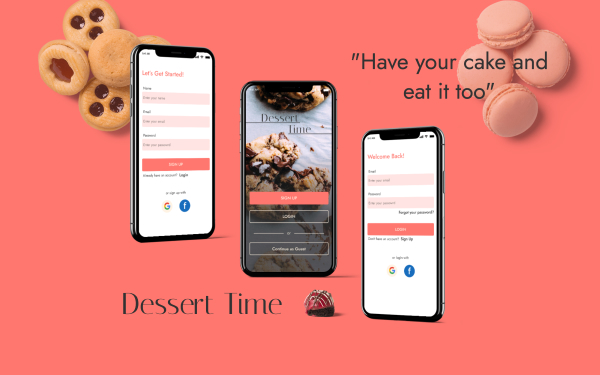 "Have your cake and
eat it too"
Let's Get Started!
Name
Enter your name
Email
Enter your email
Password
Enter your password
SIGN UP
Already have an account? Login
or sign up with
G f
Dessert
Time
SIGN UP
LOGIN
or
Continue as Guest
Welcome Back!
Email
Enter your email
Password
Enter your password
Forgot your password?
LOGIN
Don't have an account? Sign Up
or login with
G f
Dessert Time